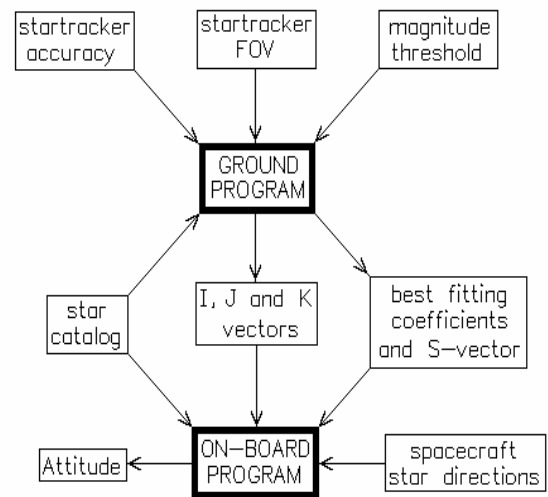 startracker
accuracy
startracker
FOV
magnitude
threshold
GROUND
PROGRAM
star
catalog
I, J and K
vectors
best fitting
coefficients
and S-vector
Attitude
ON-BOARD
PROGRAM
spacecraft
star directions